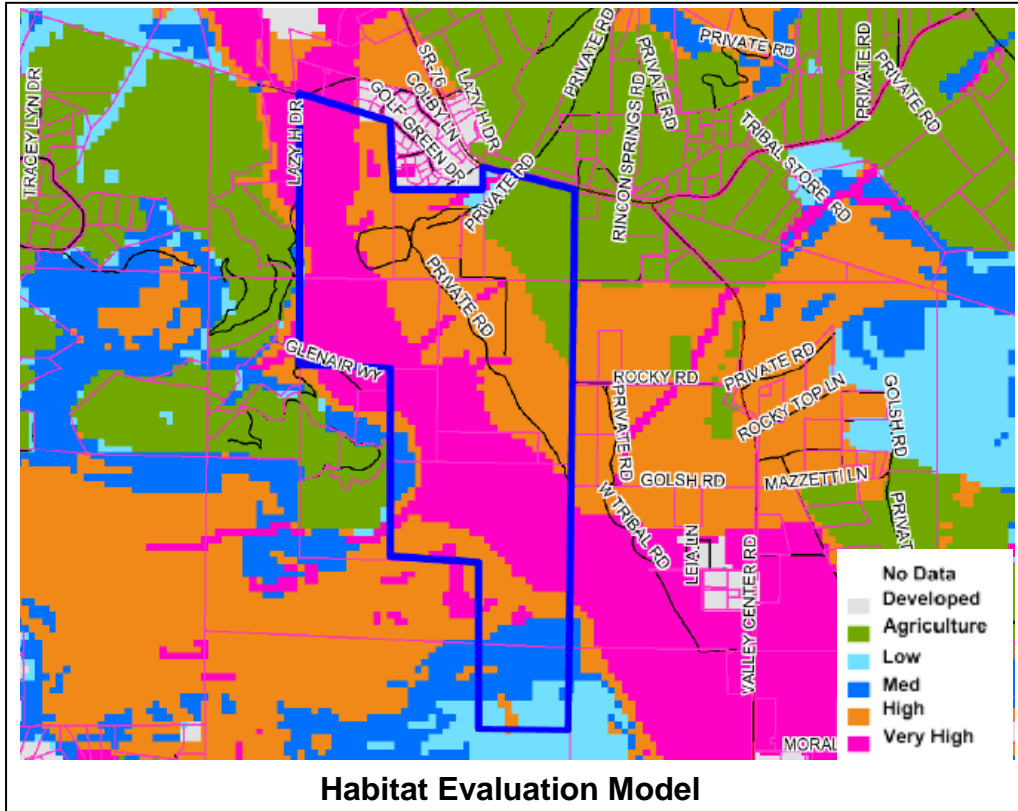 PRIVATE RD
PRIVATE RD
PRIVATE RD
PRIVATE RD
PRIVATE RD
SR-76
COLBY LN
LAZY H DR
GOLF GREEN DR
TRACEY LYN DR
LAZY H DR
PRIVATE RD
RINCON SPRINGS RD
TRIBAL STORE RD
PRIVATE RD
GLENAIR WY
ROCKY RD
PRIVATE RD
PRIVATE RD
ROCKY TOP LN
GOLSH RD
GOLSH RD
MAZZETTI LN
W TRIBAL RD
LEIA LN
VALLEY CENTER RD
PRIVAT
MORAL
No Data
Developed
Agriculture
Low
Med
High
Very High
Habitat Evaluation Model